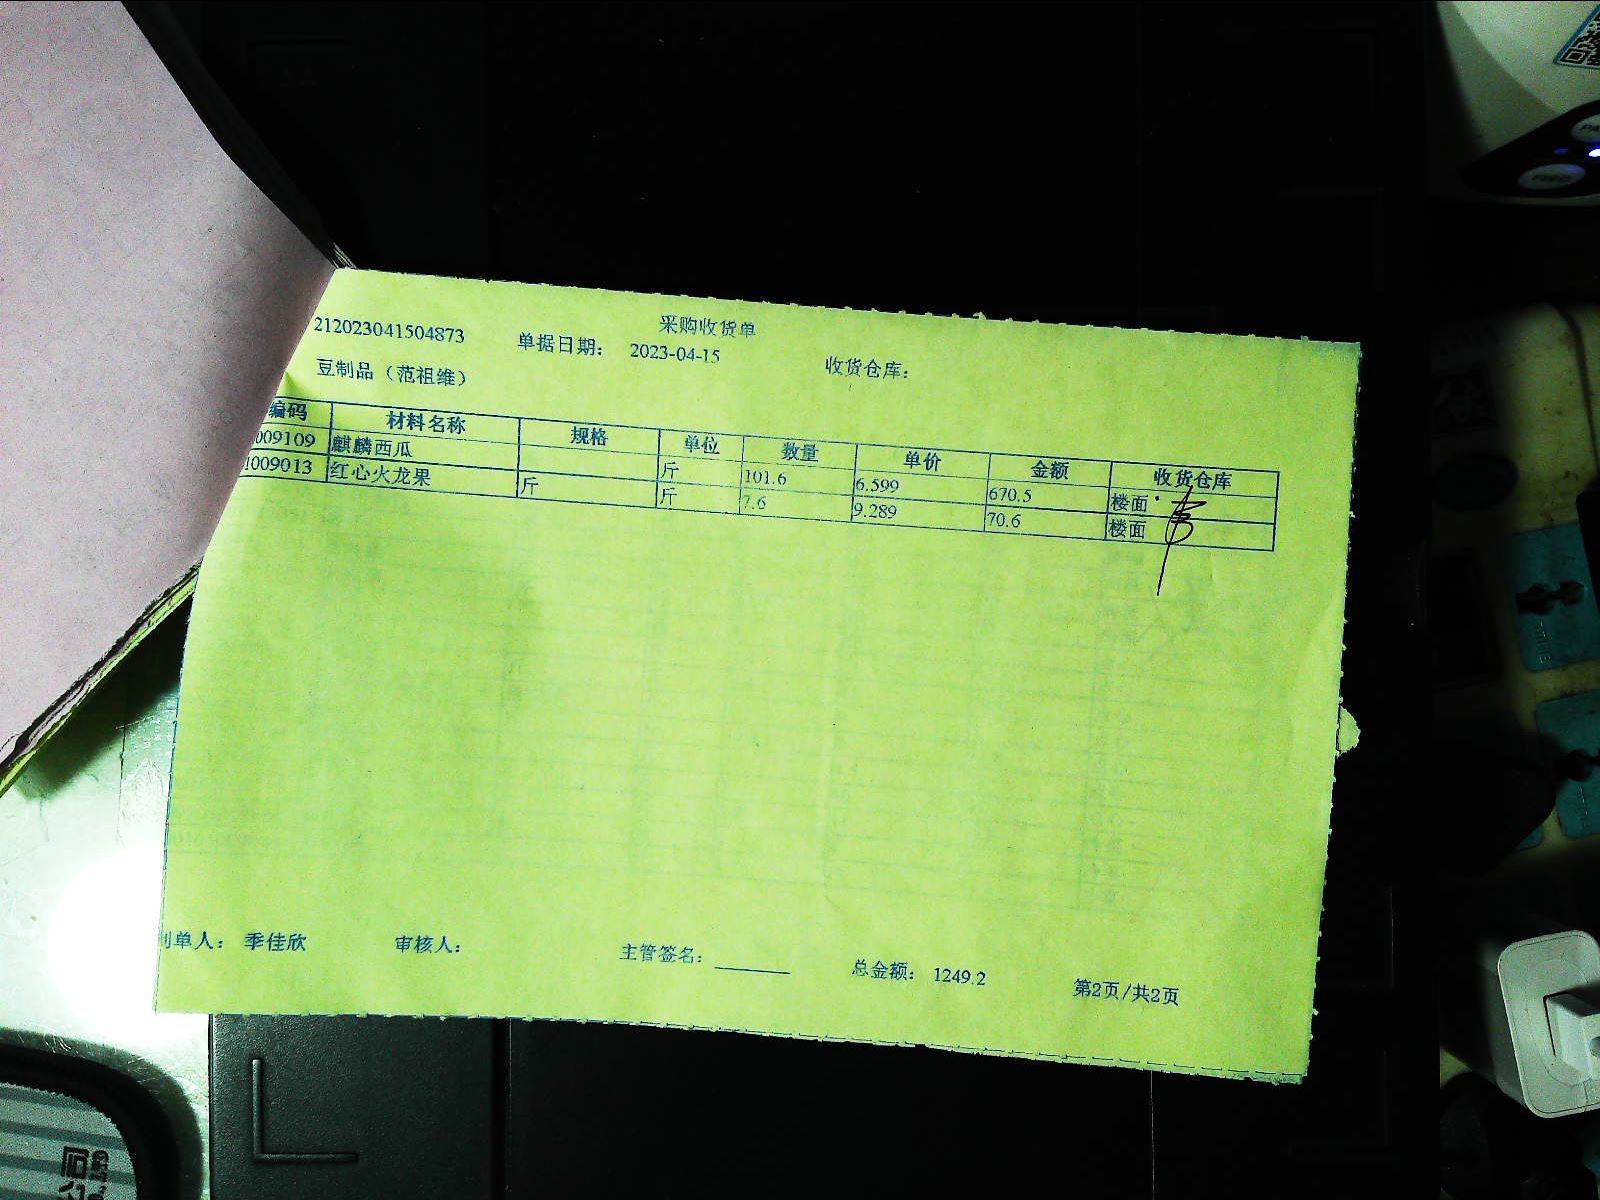 采购收货单
212023041504873 单据日期： 2023-04-15 收货仓库：
豆制品（范祖维）
编码 材料名称 规格 单位 数量 单价 金额 收货仓库
009109 麒麟西瓜 斤 101.6 6.599 670.5 楼面
1009013 红心火龙果 斤 斤 7.6 9.289 70.6 楼面
制单人： 季佳欣 审核人： 主管签名： 总金额： 1249.2 第2页/共2页